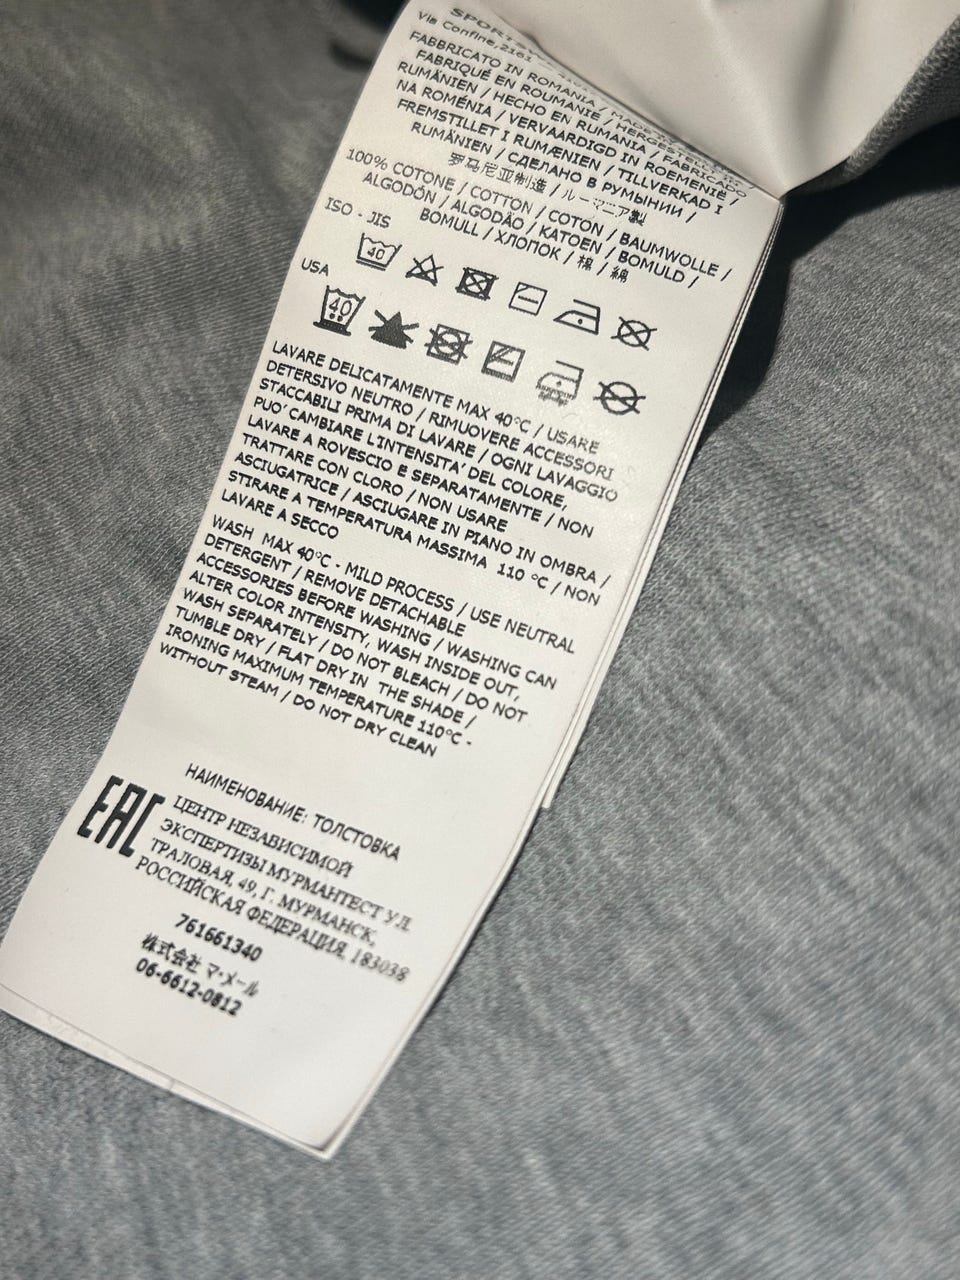 Via Confine, 2161
FABBRICATO IN ROMANIA / MADE IN
FABRIQUÉ EN ROUMANIE / HERGESTELLT IN
RUMÄNIEN / HECHO EN RUMANIA / FABRICADO
NA ROMÉNIA / VERVAARDIGD IN ROEMENIË /
FREMSTILLET I RUMÆNIEN / TILLVERKAD I
RUMÄNIEN / СДЕЛАНО В РУМЫНИИ /
罗马尼亚制造 / ルーマニア製
100% COTONE / COTTON / COTON / BAUMWOLLE /
ALGODÓN / ALGODÃO / KATOEN / BOMULD /
BOMULL / ХЛОПОК / 棉 / 綿
ISO - JIS
40
USA
40
LAVARE DELICATAMENTE MAX 40°C / USARE
DETERSIVO NEUTRO / RIMUOVERE ACCESSORI
STACCABILI PRIMA DI LAVARE / OGNI LAVAGGIO
PUO' CAMBIARE L'INTENSITA' DEL COLORE,
LAVARE A ROVESCIO E SEPARATAMENTE / NON
TRATTARE CON CLORO / NON USARE
ASCIUGATRICE / ASCIUGARE IN PIANO IN OMBRA /
STIRARE A TEMPERATURA MASSIMA 110 °C / NON
LAVARE A SECCO
WASH MAX 40°C - MILD PROCESS / USE NEUTRAL
DETERGENT / REMOVE DETACHABLE
ACCESSORIES BEFORE WASHING / WASHING CAN
ALTER COLOR INTENSITY, WASH INSIDE OUT,
WASH SEPARATELY / DO NOT BLEACH / DO NOT
TUMBLE DRY / FLAT DRY IN THE SHADE /
IRONING MAXIMUM TEMPERATURE 110°C -
WITHOUT STEAM / DO NOT DRY CLEAN
НАИМЕНОВАНИЕ: ТОЛСТОВКА
EAC
ЦЕНТР НЕЗАВИСИМОЙ
ЭКСПЕРТИЗЫ МУРМАНТЕСТ УЛ.
ТРАЛОВАЯ, 49, Г. МУРМАНСК,
РОССИЙСКАЯ ФЕДЕРАЦИЯ, 183038
761661340
株式会社 マ・メール
06-6612-0812